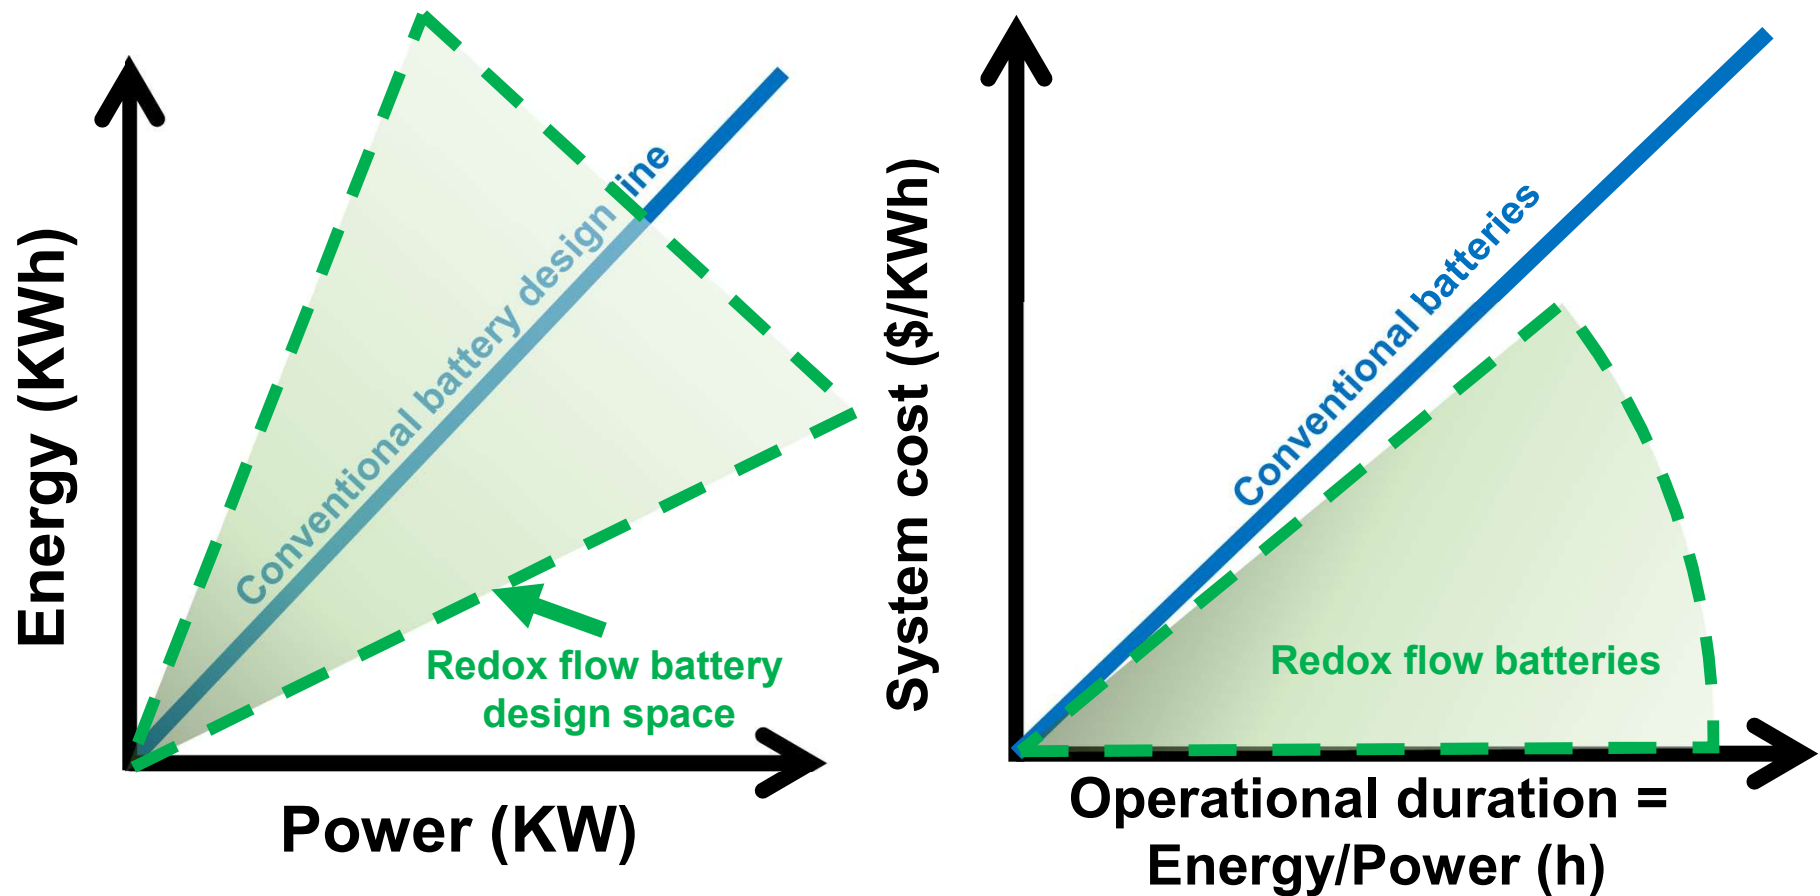 Energy (KWh)
Conventional battery design line
Redox flow battery
design space
Power (KW)
System cost ($/KWh)
Conventional batteries
Redox flow batteries
Operational duration =
Energy/Power (h)